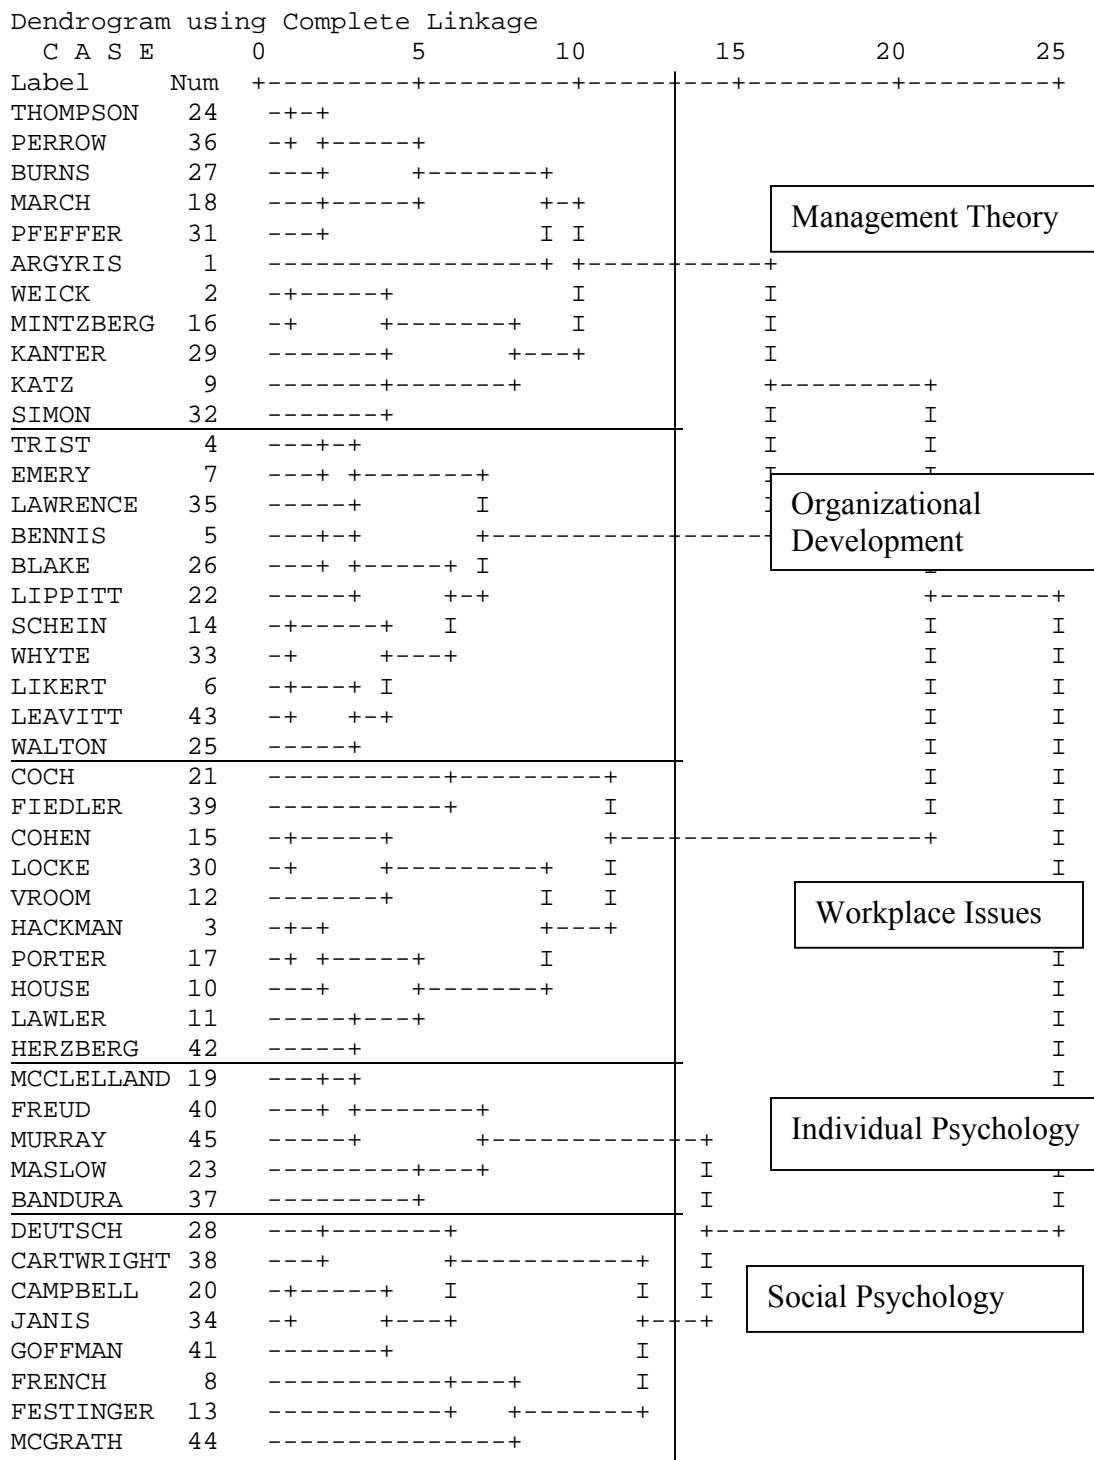 Dendrogram using Complete Linkage
C A S E 0 5 10 15 20 25
Label Num +---------+---------+---------+---------+---------+
THOMPSON 24 -+-+
PERROW 36 -+ +-----+
BURNS 27 ---+ +-------+
MARCH 18 ---+-----+ +-+
PFEFFER 31 ---+ I I
ARGYRIS 1 -----------------+ +-----------+
WEICK 2 -+-----+ I I
MINTZBERG 16 -+ +-------+ I I
KANTER 29 -------+ +---+ I
KATZ 9 -------+-------+ +---------+
SIMON 32 -------+ I I
TRIST 4 ---+-+ I I
EMERY 7 ---+ +-------+ I I
LAWRENCE 35 -----+ I I
BENNIS 5 ---+-+ +-----------------
BLAKE 26 ---+ +-----+ I I
LIPPITT 22 -----+ +-+ +-------+
SCHEIN 14 -+-----+ I I I
WHYTE 33 -+ +---+ I I
LIKERT 6 -+---+ I I I
LEAVITT 43 -+ +-+ I I
WALTON 25 -----+ I I
COCH 21 -----------+---------+ I I
FIEDLER 39 -----------+ I I I
COHEN 15 -+-----+ +-------------------+ I
LOCKE 30 -+ +---------+ I I
VROOM 12 -------+ I I
HACKMAN 3 -+-+ +---+
PORTER 17 -+ +-----+ I I
HOUSE 10 ---+ +-------+ I
LAWLER 11 -----+---+ I
HERZBERG 42 -----+ I
MCCLELLAND 19 ---+-+ I
FREUD 40 ---+ +-------+
MURRAY 45 -----+ +-------------+
MASLOW 23 ---------+---+ I I
BANDURA 37 ---------+ I I
DEUTSCH 28 ---+-------+ +---------------------+
CARTWRIGHT 38 ---+ +-----------+ I
CAMPBELL 20 -+-----+ I I I
JANIS 34 -+ +---+ +---+
GOFFMAN 41 -------+ I
FRENCH 8 -----------+---+ I
FESTINGER 13 -----------+ +-------+
MCGRATH 44 ---------------+
Management Theory
Organizational
Development
Workplace Issues
Individual Psychology
Social Psychology